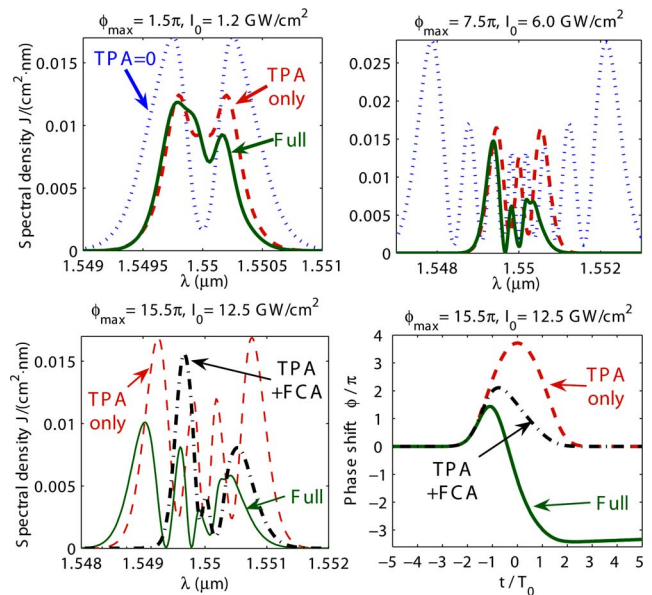 ϕmax = 1.5π, I0 = 1.2 GW/cm²
Spectral density J/(cm²·nm)
0.015
0.01
0.005
0
TPA=0
TPA
only
Full
1.549
1.5495
1.55
1.5505
1.551
λ (μm)
ϕmax = 7.5π, I0 = 6.0 GW/cm²
0.025
0.02
0.015
0.01
0.005
0
1.548
1.55
1.552
λ (μm)
ϕmax = 15.5π, I0 = 12.5 GW/cm²
Spectral density J/(cm²·nm)
0.015
0.01
0.005
0
TPA
only
TPA
+FCA
Full
1.548
1.549
1.55
1.551
1.552
λ (μm)
ϕmax = 15.5π, I0 = 12.5 GW/cm²
Phase shift ϕ/π
4
3
2
1
0
-1
-2
-3
TPA
only
TPA
+FCA
Full
-5 -4 -3 -2 -1 0 1 2 3 4 5
t/T0